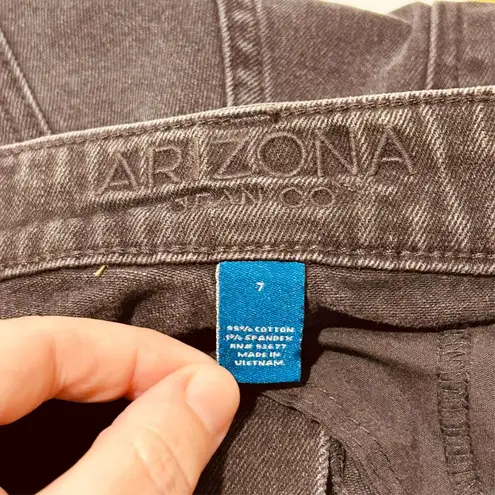 ARIZONA
JEAN CO
7
99% COTTON
1% SPANDEX
RN# 93677
MADE IN
VIETNAM